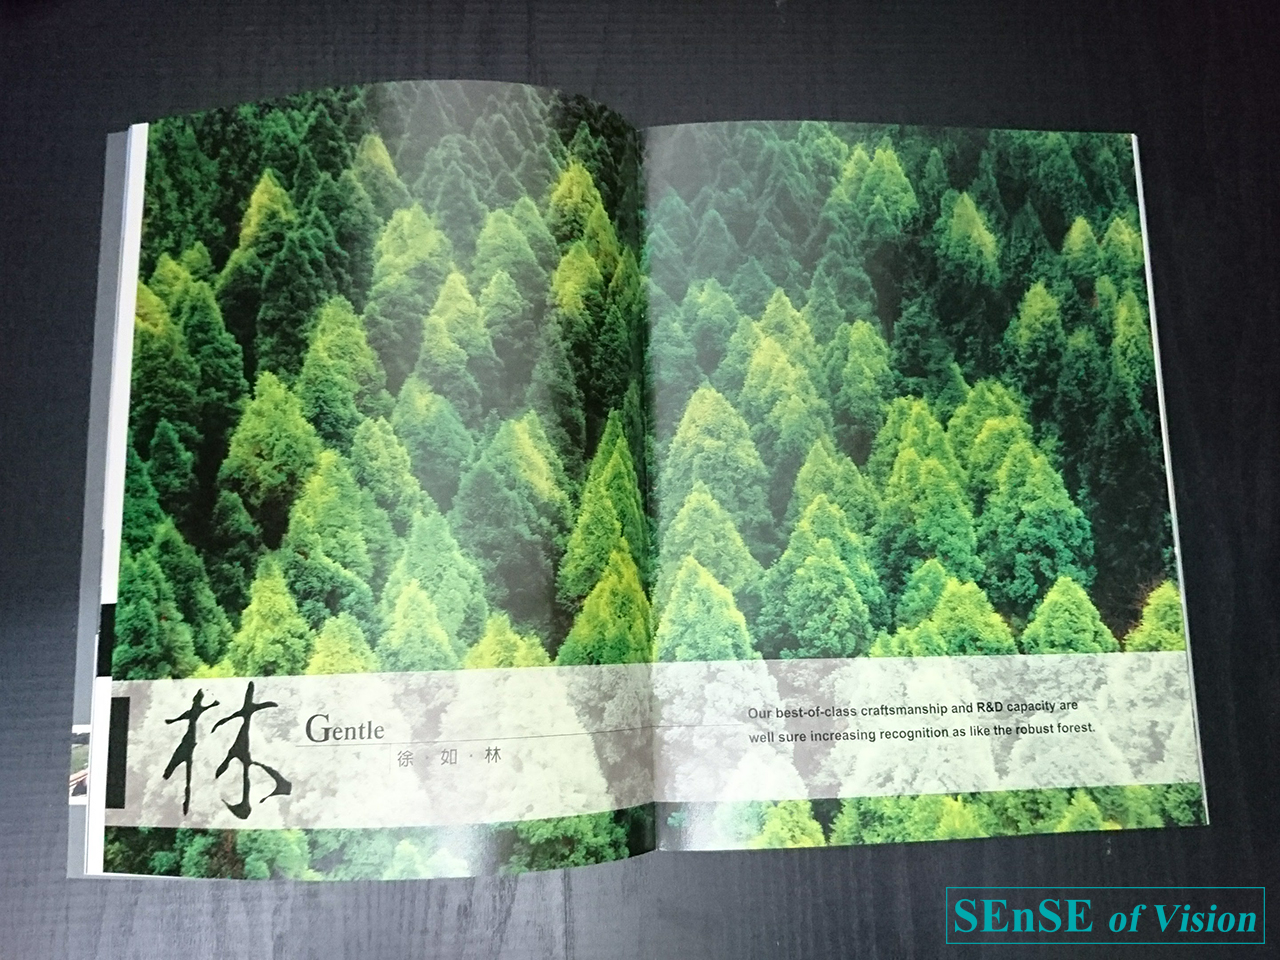 林
Gentle
徐·如·林
Our best-of-class craftsmanship and R&D capacity are
well sure increasing recognition as like the robust forest.
SEnSE of Vision